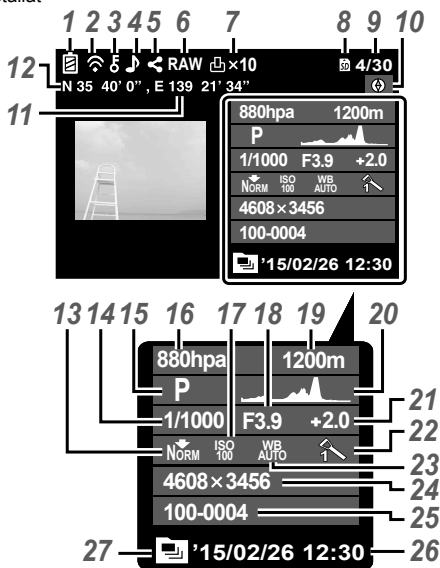 1 2 3 4 5 6 7 8 9 10
RAW ×10 SD 4/30
12 N 35 40' 0" , E 139 21' 34"
11
880hpa 1200m
P
1/1000 F3.9 +2.0
NORM ISO 100 WB AUTO 1
4608×3456
100-0004
'15/02/26 12:30
13 14 15 16 17 18 19 20
880hpa 1200m
P
1/1000 F3.9 +2.0 21
NORM ISO 100 WB AUTO 1 22
23
4608×3456 24
100-0004 25
27 '15/02/26 12:30 26